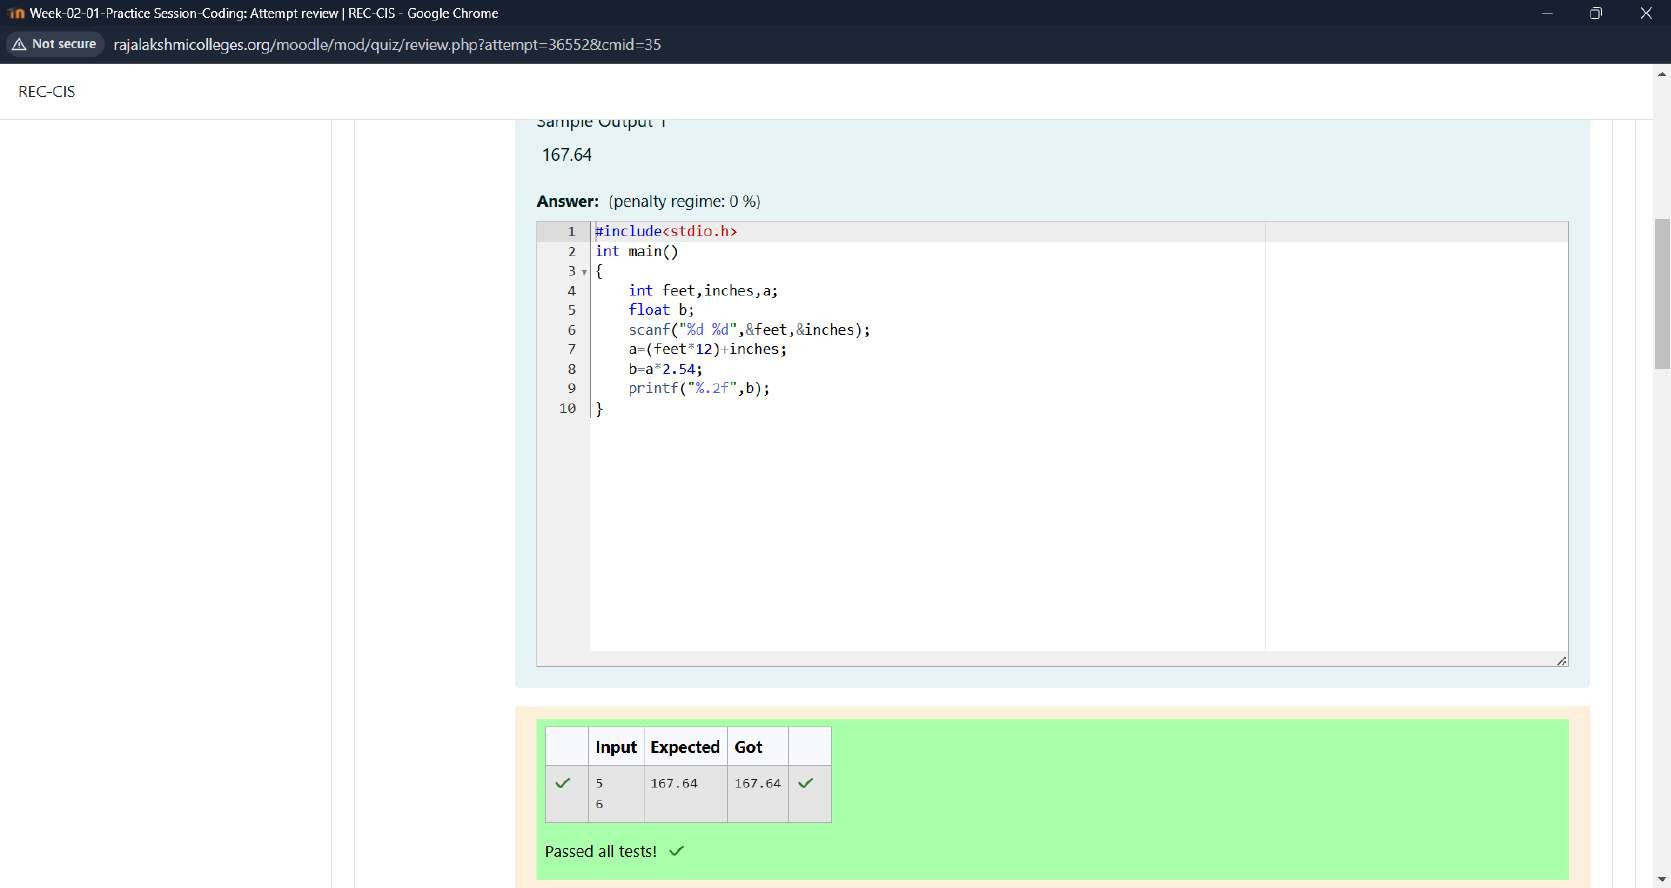 Week-02-01-Practice Session-Coding: Attempt review | REC-CIS - Google Chrome
Not secure rajalakshmicolleges.org/moodle/mod/quiz/review.php?attempt=36552&cmid=35
REC-CIS
Sample Output 1
167.64
Answer: (penalty regime: 0 %)
1 #include<stdio.h>
2 int main()
3 {
4 int feet,inches,a;
5 float b;
6 scanf("%d %d",&feet,&inches);
7 a=(feet*12)+inches;
8 b=a*2.54;
9 printf("%.2f",b);
10 }
Input Expected Got
5 167.64 167.64
6
Passed all tests!